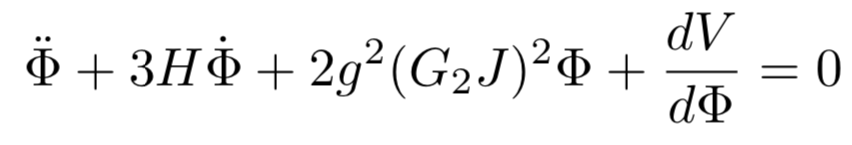 $\ddot{\Phi} + 3H\dot{\Phi} + 2g^2(G_2J)^2\Phi + \frac{dV}{d\Phi} = 0$